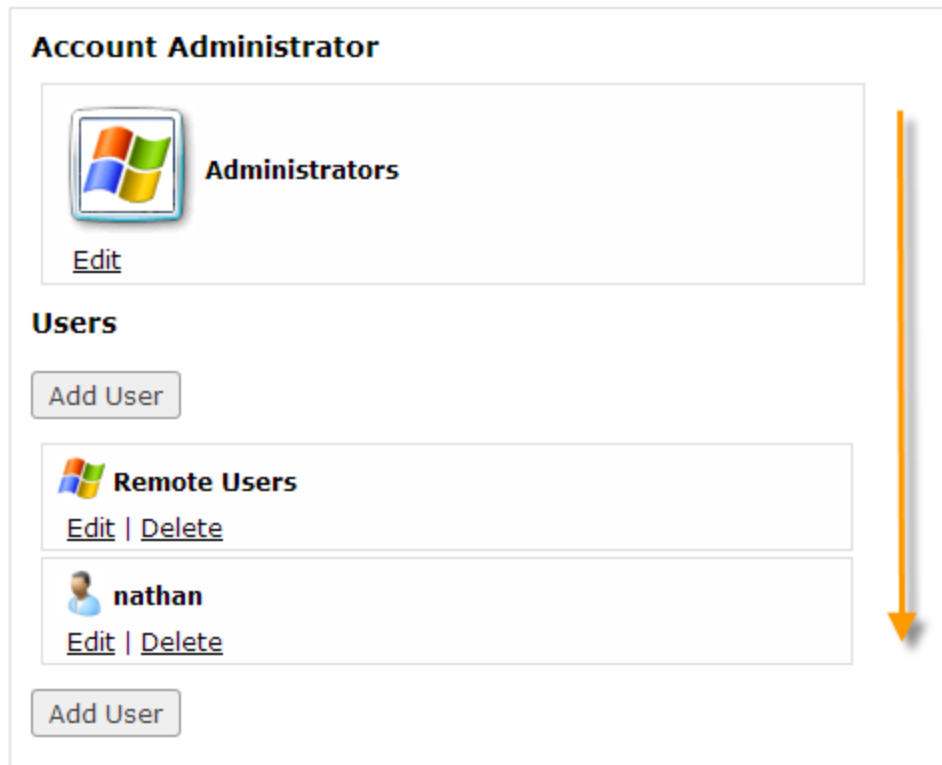 Account Administrator
Administrators
Edit
Users
Add User
Remote Users
Edit | Delete
nathan
Edit | Delete
Add User